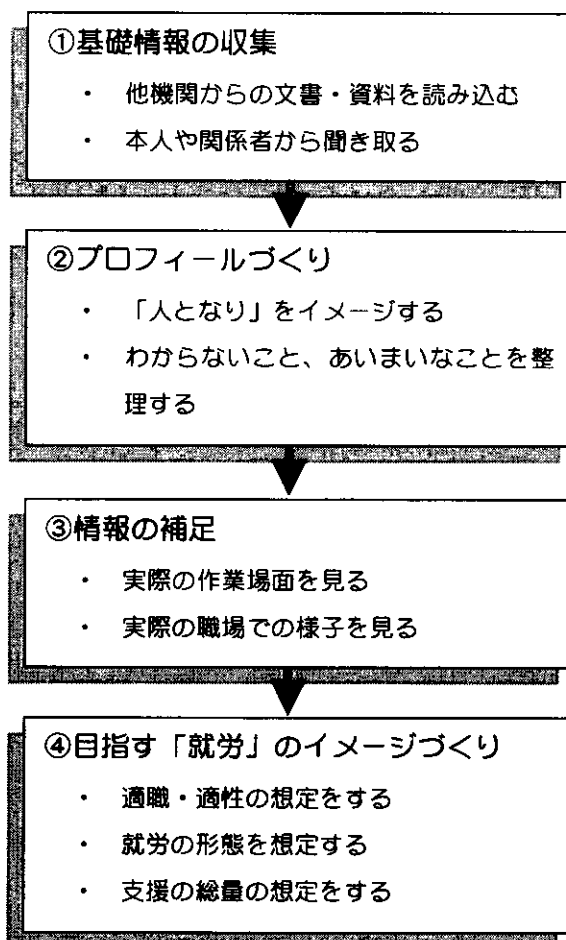 ①基礎情報の収集
・ 他機関からの文書・資料を読み込む
・ 本人や関係者から聞き取る
②プロフィールづくり
・ 「人となり」をイメージする
・ わからないこと、あいまいなことを整
理する
③情報の補足
・ 実際の作業場面を見る
・ 実際の職場での様子を見る
④目指す「就労」のイメージづくり
・ 適職・適性の想定をする
・ 就労の形態を想定する
・ 支援の総量の想定をする